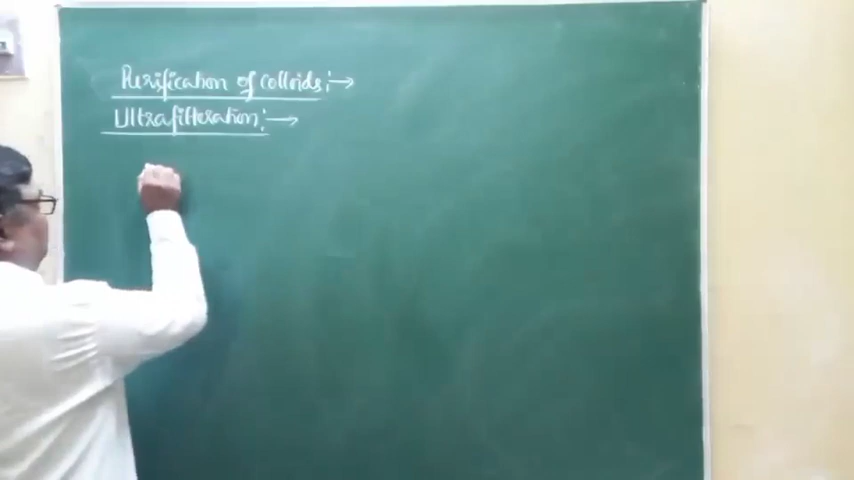 Purification of Colloids :→
Ultrafilteration :→